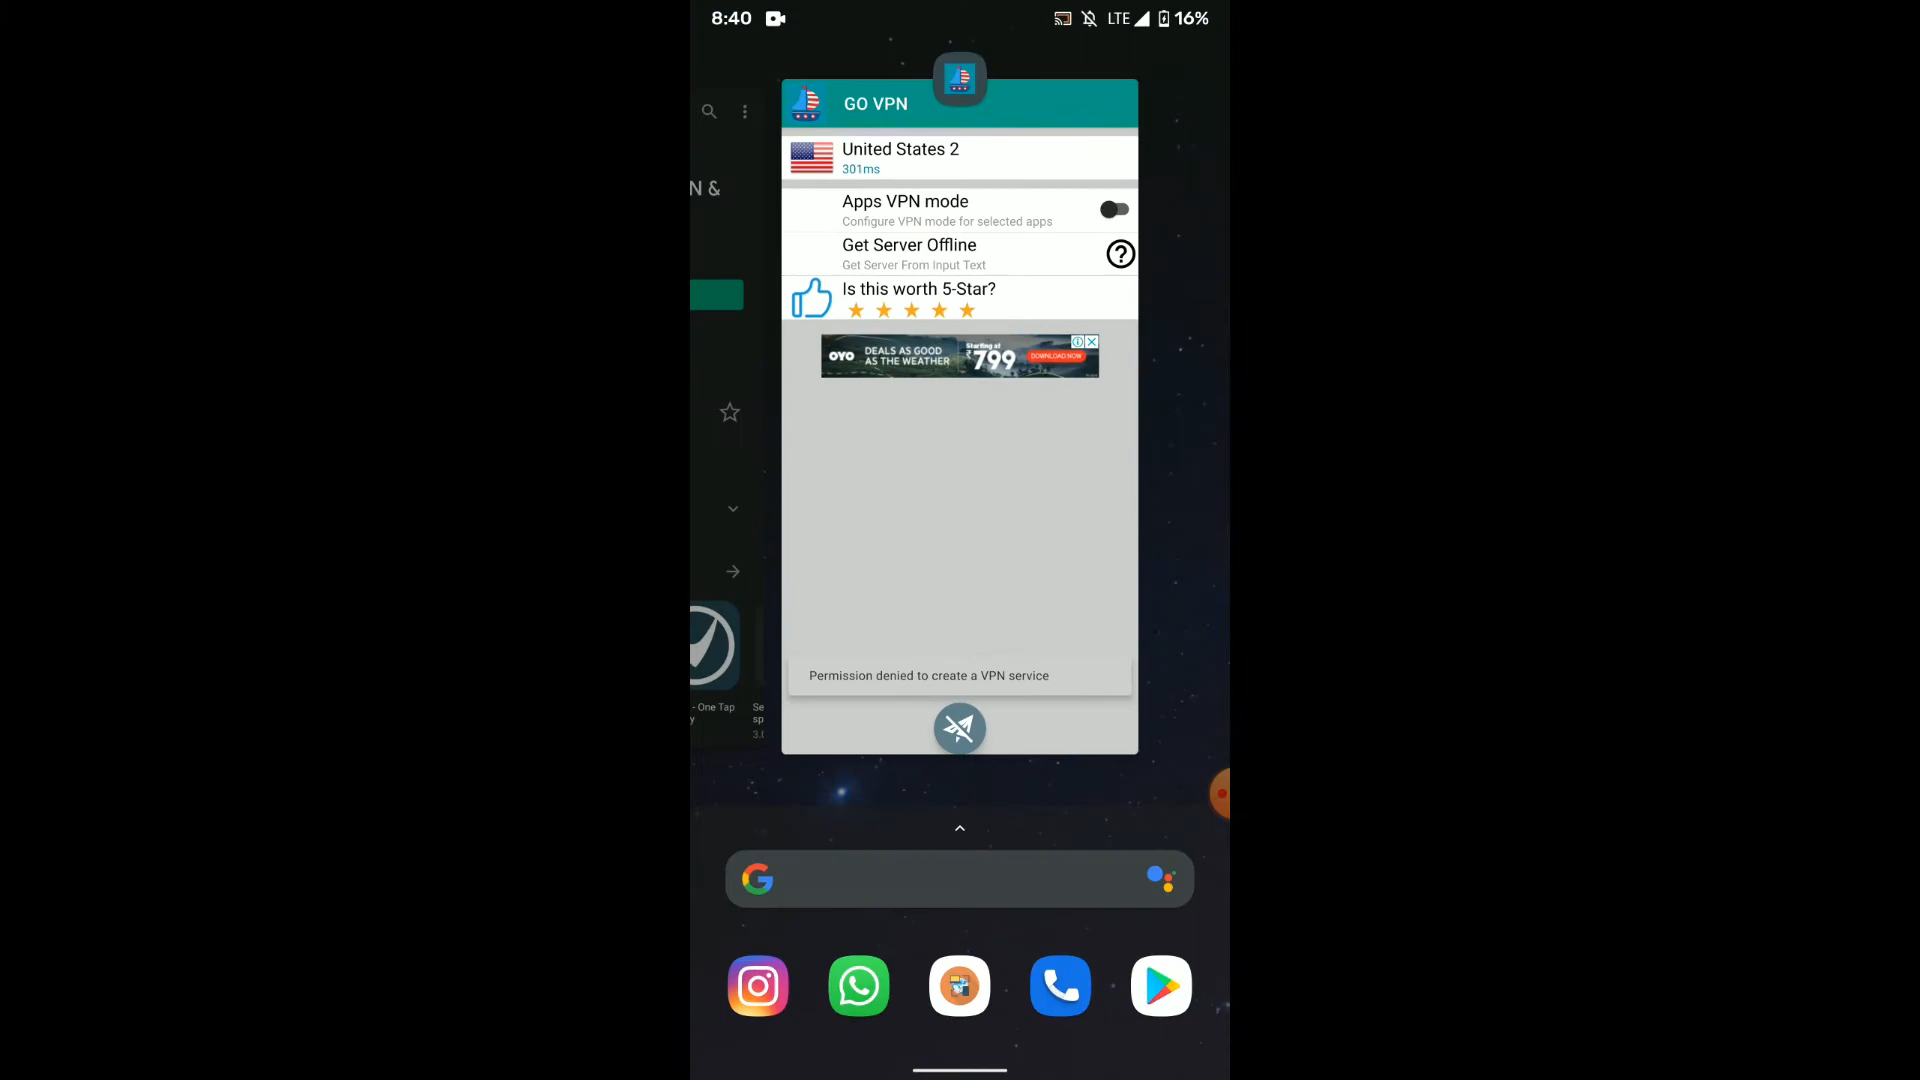 8:40
LTE 16%
N &
GO VPN
United States 2
301ms
Apps VPN mode
Configure VPN mode for selected apps
Get Server Offline
Get Server From Input Text
Is this worth 5-Star?
OYO DEALS AS GOOD AS THE WEATHER
Starting at
₹799
DOWNLOAD NOW
Permission denied to create a VPN service
- One Tap
y
Se
sp
3.(